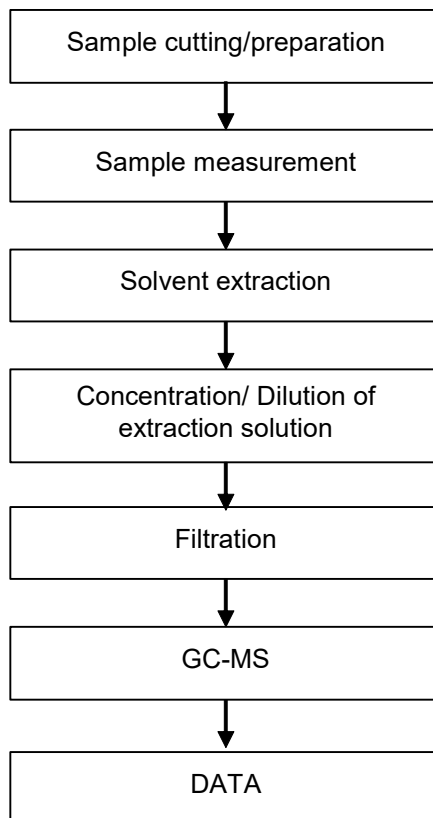 Sample cutting/preparation
Sample measurement
Solvent extraction
Concentration/ Dilution of
extraction solution
Filtration
GC-MS
DATA